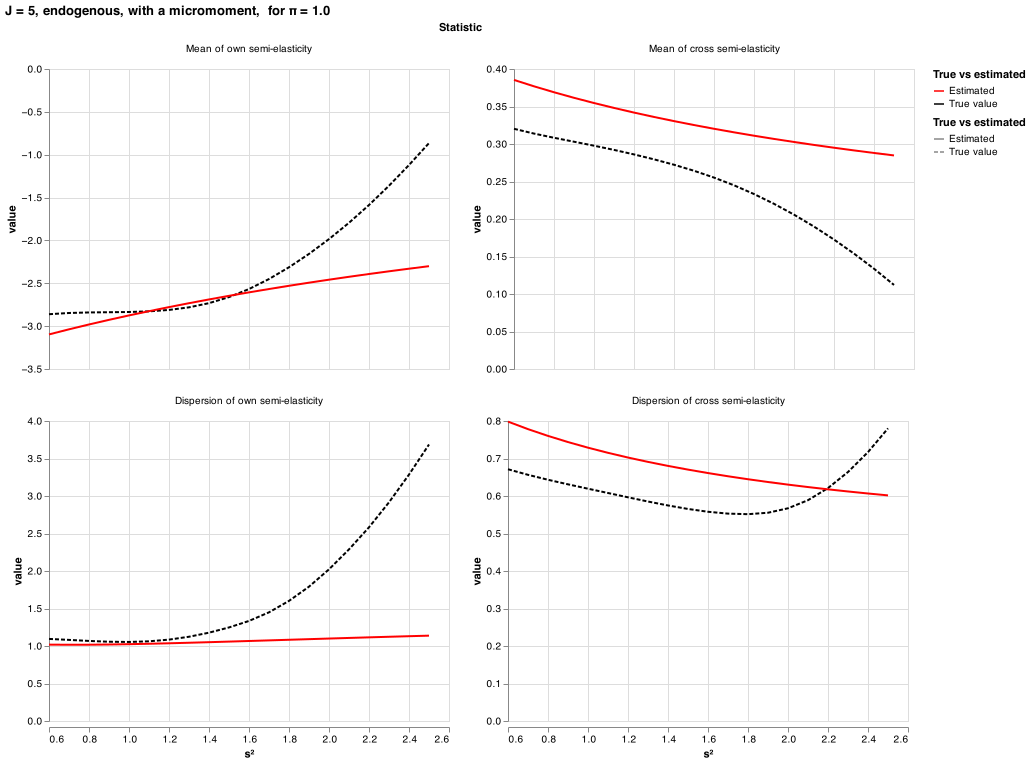 J = 5, endogenous, with a micromoment, for π = 1.0
Statistic
Mean of own semi-elasticity
Mean of cross semi-elasticity
0.0
−0.5
−1.0
−1.5
−2.0
−2.5
−3.0
−3.5
value
0.40
0.35
0.30
0.25
0.20
0.15
0.10
0.05
0.00
value
True vs estimated
Estimated
True value
True vs estimated
Estimated
True value
Dispersion of own semi-elasticity
Dispersion of cross semi-elasticity
4.0
3.5
3.0
2.5
2.0
1.5
1.0
0.5
0.0
value
0.6 0.8 1.0 1.2 1.4 1.6 1.8 2.0 2.2 2.4 2.6
s²
0.8
0.7
0.6
0.5
0.4
0.3
0.2
0.1
0.0
value
0.6 0.8 1.0 1.2 1.4 1.6 1.8 2.0 2.2 2.4 2.6
s²